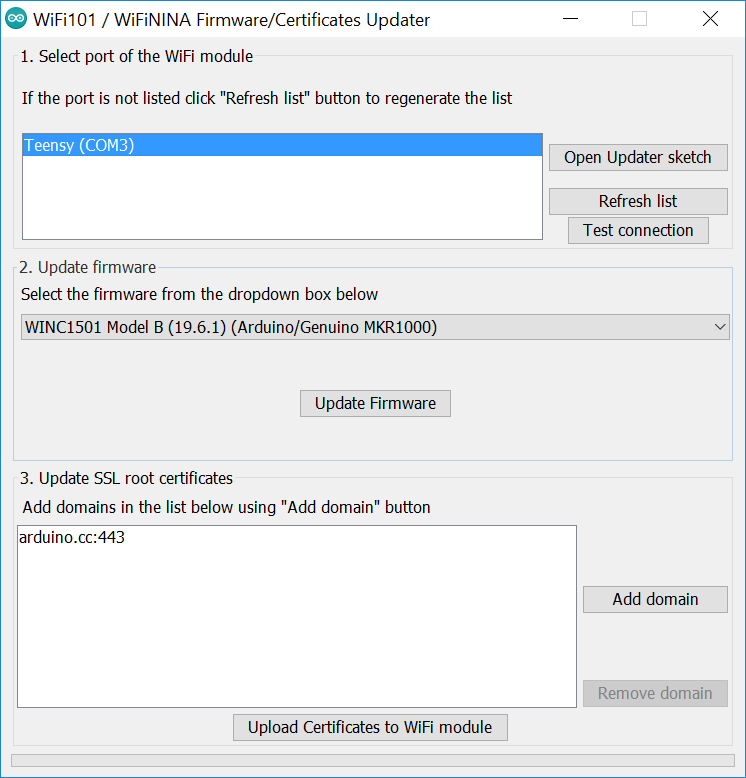 WiFi101 / WiFiNINA Firmware/Certificates Updater
1. Select port of the WiFi module
If the port is not listed click "Refresh list" button to regenerate the list
Teensy (COM3)
Open Updater sketch
Refresh list
Test connection
2. Update firmware
Select the firmware from the dropdown box below
WINC1501 Model B (19.6.1) (Arduino/Genuino MKR1000)
Update Firmware
3. Update SSL root certificates
Add domains in the list below using "Add domain" button
arduino.cc:443
Add domain
Remove domain
Upload Certificates to WiFi module